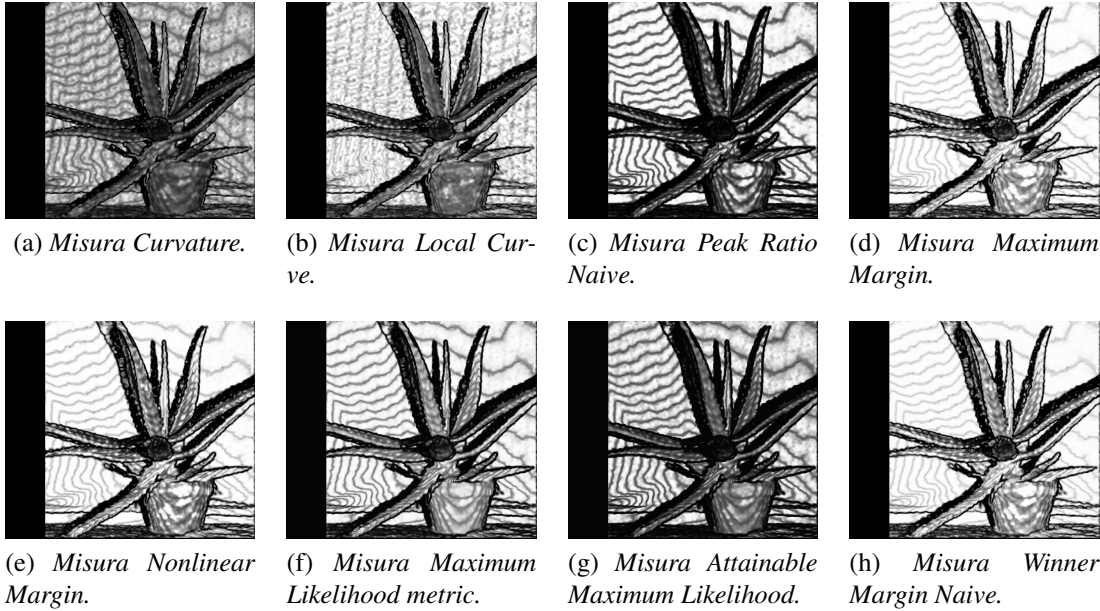 (a) Misura Curvature.
(b) Misura Local Cur-
ve.
(c) Misura Peak Ratio
Naive.
(d) Misura Maximum
Margin.
(e) Misura Nonlinear
Margin.
(f) Misura Maximum
Likelihood metric.
(g) Misura Attainable
Maximum Likelihood.
(h) Misura Winner
Margin Naive.